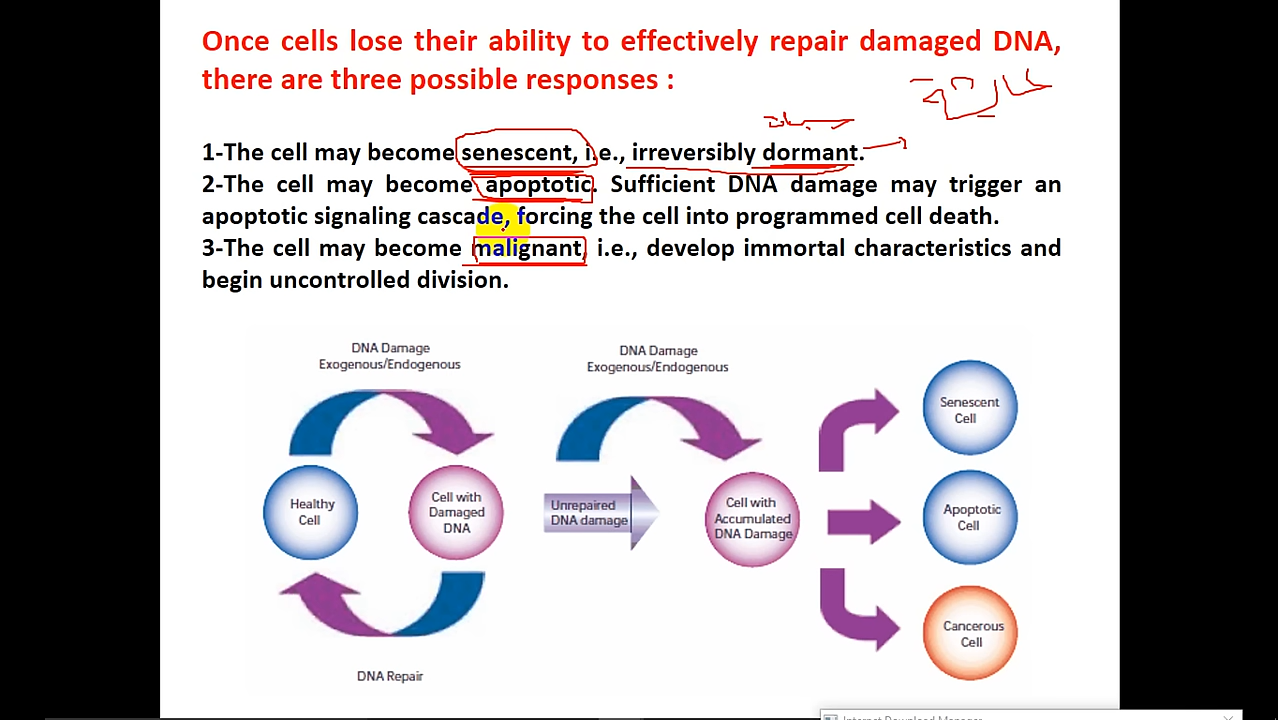 Once cells lose their ability to effectively repair damaged DNA,
there are three possible responses :
1-The cell may become senescent, i.e., irreversibly dormant.
2-The cell may become apoptotic. Sufficient DNA damage may trigger an
apoptotic signaling cascade, forcing the cell into programmed cell death.
3-The cell may become malignant, i.e., develop immortal characteristics and
begin uncontrolled division.
DNA Damage
Exogenous/Endogenous
DNA Damage
Exogenous/Endogenous
Healthy
Cell
Cell with
Damaged
DNA
Unrepaired
DNA damage
Cell with
Accumulated
DNA Damage
Senescent
Cell
Apoptotic
Cell
Cancerous
Cell
DNA Repair
Internet Download Manager